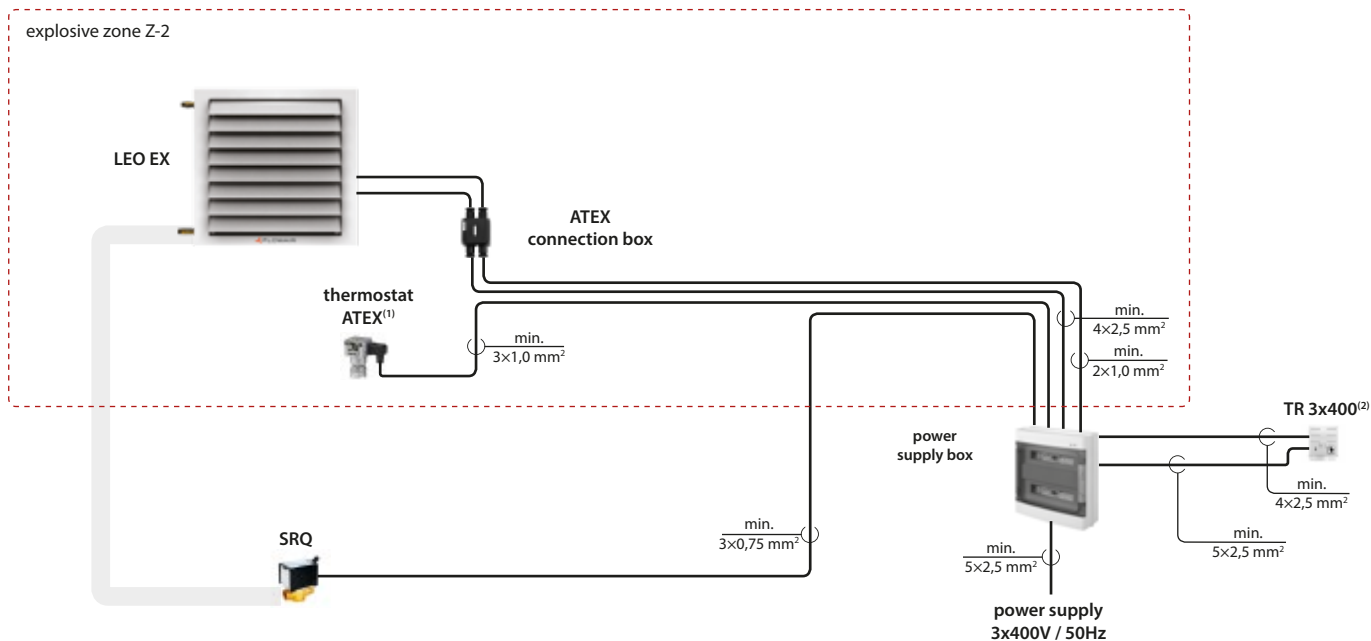 explosive zone Z-2
LEO EX
ATEX
connection box
thermostat
ATEX⁽¹⁾
min.
3×1,0 mm²
min.
4×2,5 mm²
min.
2×1,0 mm²
TR 3x400⁽²⁾
power
supply box
min.
4×2,5 mm²
min.
5×2,5 mm²
SRQ
min.
3×0,75 mm²
min.
5×2,5 mm²
power supply
3x400V / 50Hz